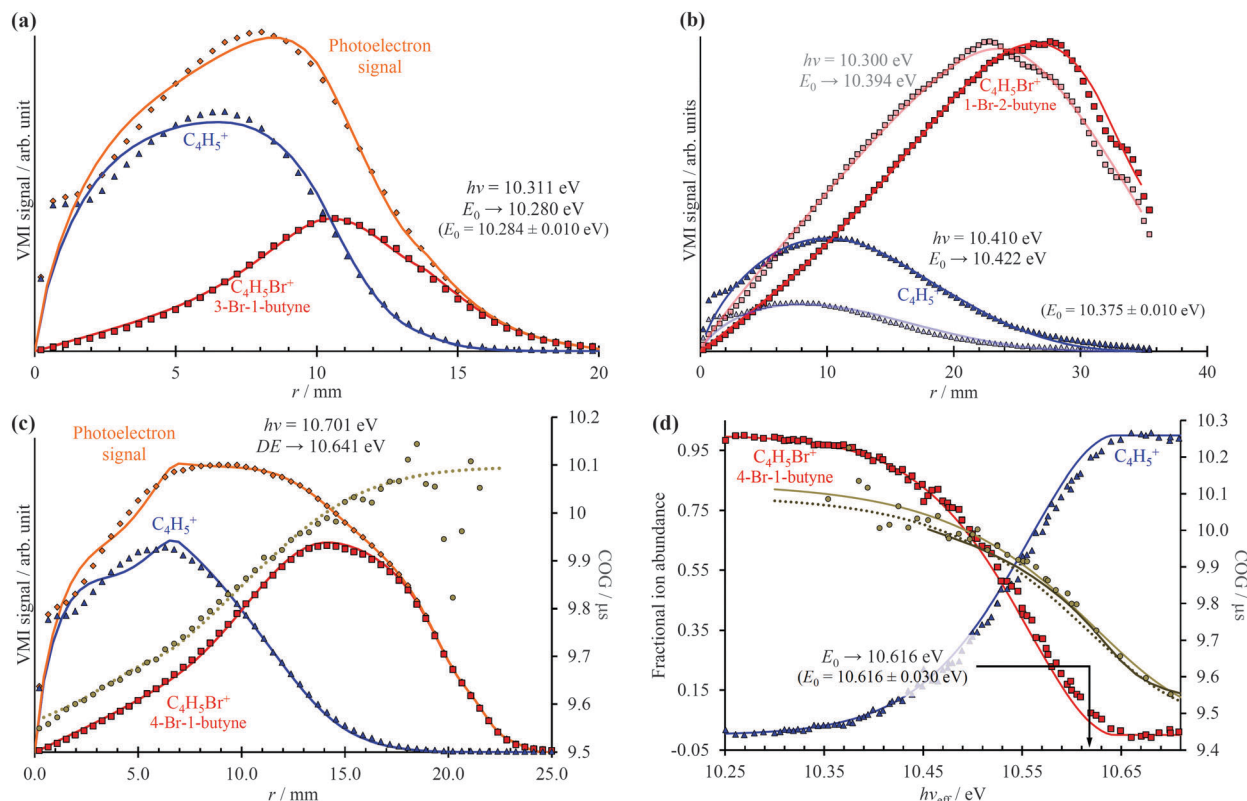 (a)
Photoelectron
signal
C₄H₅⁺
hν = 10.311 eV
E₀ → 10.280 eV
(E₀ = 10.284 ± 0.010 eV)
C₄H₅Br⁺
3-Br-1-butyne
VMI signal / arb. unit
0 5 10 15 20
r / mm
(b)
hν = 10.300 eV
E₀ → 10.394 eV
C₄H₅Br⁺
1-Br-2-butyne
hν = 10.410 eV
E₀ → 10.422 eV
C₄H₅⁺
(E₀ = 10.375 ± 0.010 eV)
VMI signal / arb. units
0 10 20 30 40
r / mm
(c)
Photoelectron
signal
hν = 10.701 eV
DE → 10.641 eV
C₄H₅⁺
C₄H₅Br⁺
4-Br-1-butyne
VMI signal / arb. unit
10.2
10.1
10
9.9
9.8
9.7
9.6
9.5
COG / µs
0.0 5.0 10.0 15.0 20.0 25.0
r / mm
(d)
C₄H₅Br⁺
4-Br-1-butyne
C₄H₅⁺
E₀ → 10.616 eV
(E₀ = 10.616 ± 0.030 eV)
Fractional ion abundance
0.95
0.75
0.55
0.35
0.15
-0.05
10.3
10.2
10.1
10.0
9.9
9.8
9.7
9.6
9.5
9.4
COG / µs
10.25 10.35 10.45 10.55 10.65
hν_eff / eV